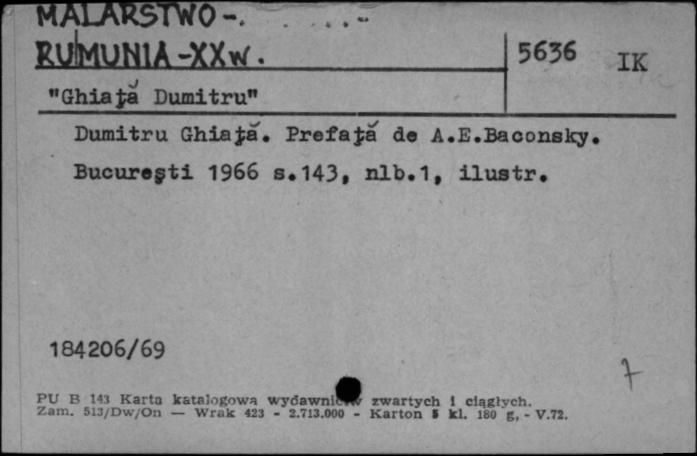 MALARSTWO-
RUMUNIA-XXw.
5636 IK
"Ghiaţă Dumitru"
Dumitru Ghiaţă. Prefaţă de A.E.Baconsky.
Bucureşti 1966 s.143, nlb.1, ilustr.
184206/69
7
PU B 143 Karta katalogowa wydawnictw zwartych i ciągłych.
Zam. 513/Dw/On — Wrak 423 - 2.713.000 - Karton 5 kl. 180 g, - V.72.